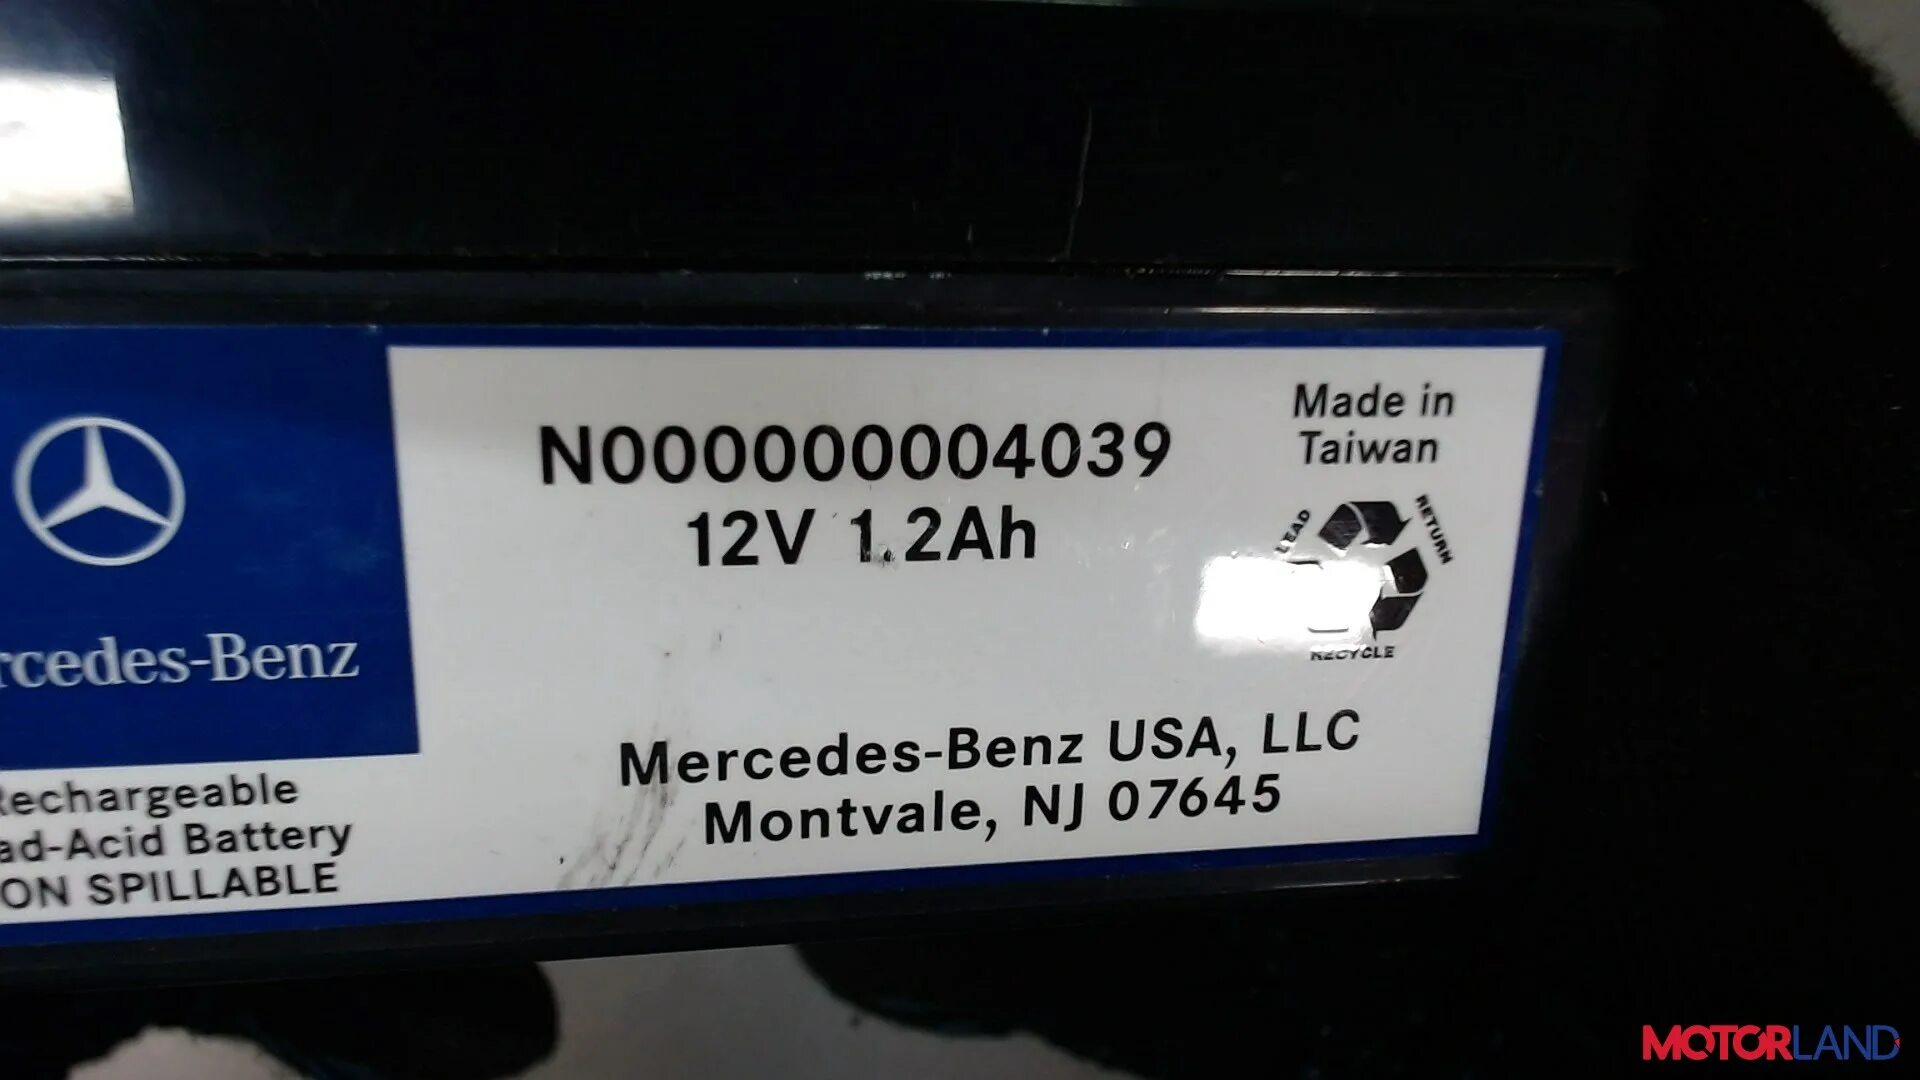 N000000004039
12V 1.2Ah
Made in
Taiwan
LEAD
RETURN
RECYCLE
rcedes-Benz
Rechargeable
ad-Acid Battery
ON SPILLABLE
Mercedes-Benz USA, LLC
Montvale, NJ 07645
MOTORLAND